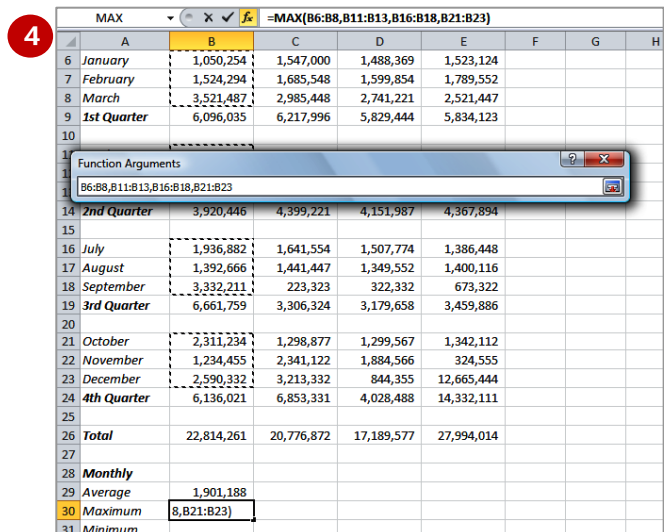 4
MAX =MAX(B6:B8,B11:B13,B16:B18,B21:B23)
A B C D E F G H
6 January 1,050,254 1,547,000 1,488,369 1,523,124
7 February 1,524,294 1,685,548 1,599,854 1,789,552
8 March 3,521,487 2,985,448 2,741,221 2,521,447
9 1st Quarter 6,096,035 6,217,996 5,829,444 5,834,123
10
Function Arguments ?
B6:B8,B11:B13,B16:B18,B21:B23
14 2nd Quarter 3,920,446 4,399,221 4,151,987 4,367,894
15
16 July 1,936,882 1,641,554 1,507,774 1,386,448
17 August 1,392,666 1,441,447 1,349,552 1,400,116
18 September 3,332,211 223,323 322,332 673,322
19 3rd Quarter 6,661,759 3,306,324 3,179,658 3,459,886
20
21 October 2,311,234 1,298,877 1,299,567 1,342,112
22 November 1,234,455 2,341,122 1,884,566 324,555
23 December 2,590,332 3,213,332 844,355 12,665,444
24 4th Quarter 6,136,021 6,853,331 4,028,488 14,332,111
25
26 Total 22,814,261 20,776,872 17,189,577 27,994,014
27
28 Monthly
29 Average 1,901,188
30 Maximum 8,B21:B23)
31 Minimum